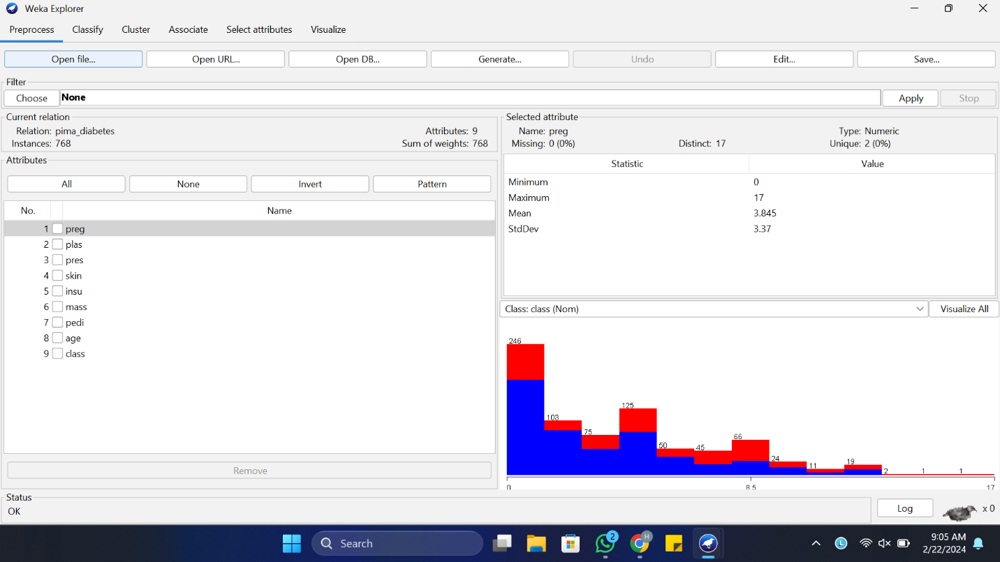 Weka Explorer
Preprocess Classify Cluster Associate Select attributes Visualize
Open file... Open URL... Open DB... Generate... Undo Edit... Save...
Filter
Choose None Apply Stop
Current relation
Relation: pima_diabetes Attributes: 9
Instances: 768 Sum of weights: 768
Attributes
All None Invert Pattern
No. Name
1 preg
2 plas
3 pres
4 skin
5 insu
6 mass
7 pedi
8 age
9 class
Remove
Selected attribute
Name: preg Type: Numeric
Missing: 0 (0%) Distinct: 17 Unique: 2 (0%)
Statistic Value
Minimum 0
Maximum 17
Mean 3.845
StdDev 3.37
Class: class (Nom) Visualize All
246
103
75
125
50
45
66
24
11
19
2
1
1
0 8.5 17
Status
OK
Log x 0
Search
2
H
L
9:05 AM
2/22/2024